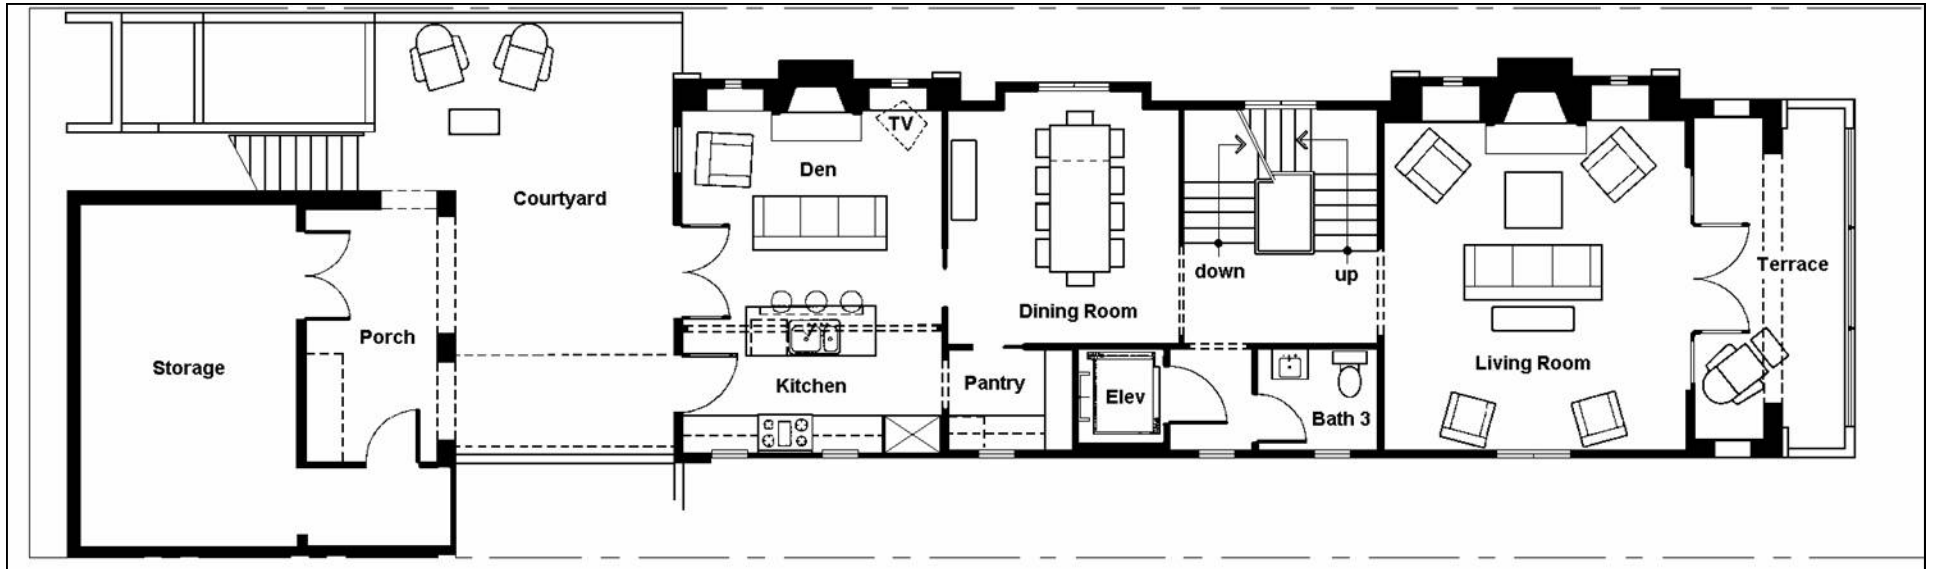 TV
Den
Courtyard
down
up
Terrace
Dining Room
Porch
Living Room
Storage
Kitchen
Pantry
Elev
Bath 3